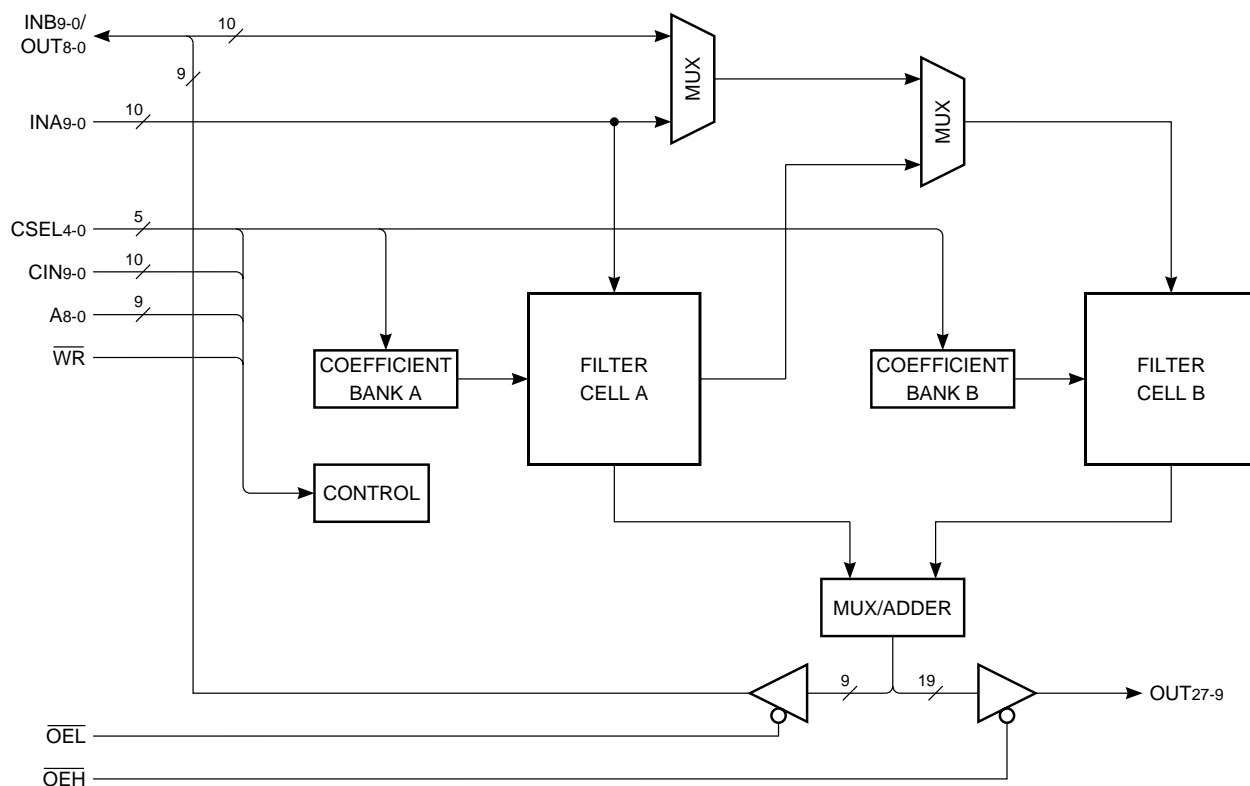 INB9-0/
OUT8-0
10
9
MUX
MUX
INA9-0
10
CSEL4-0
5
CIN9-0
10
A8-0
9
WR
COEFFICIENT
BANK A
FILTER
CELL A
COEFFICIENT
BANK B
FILTER
CELL B
CONTROL
MUX/ADDER
9
19
OUT27-9
OEL
OEH